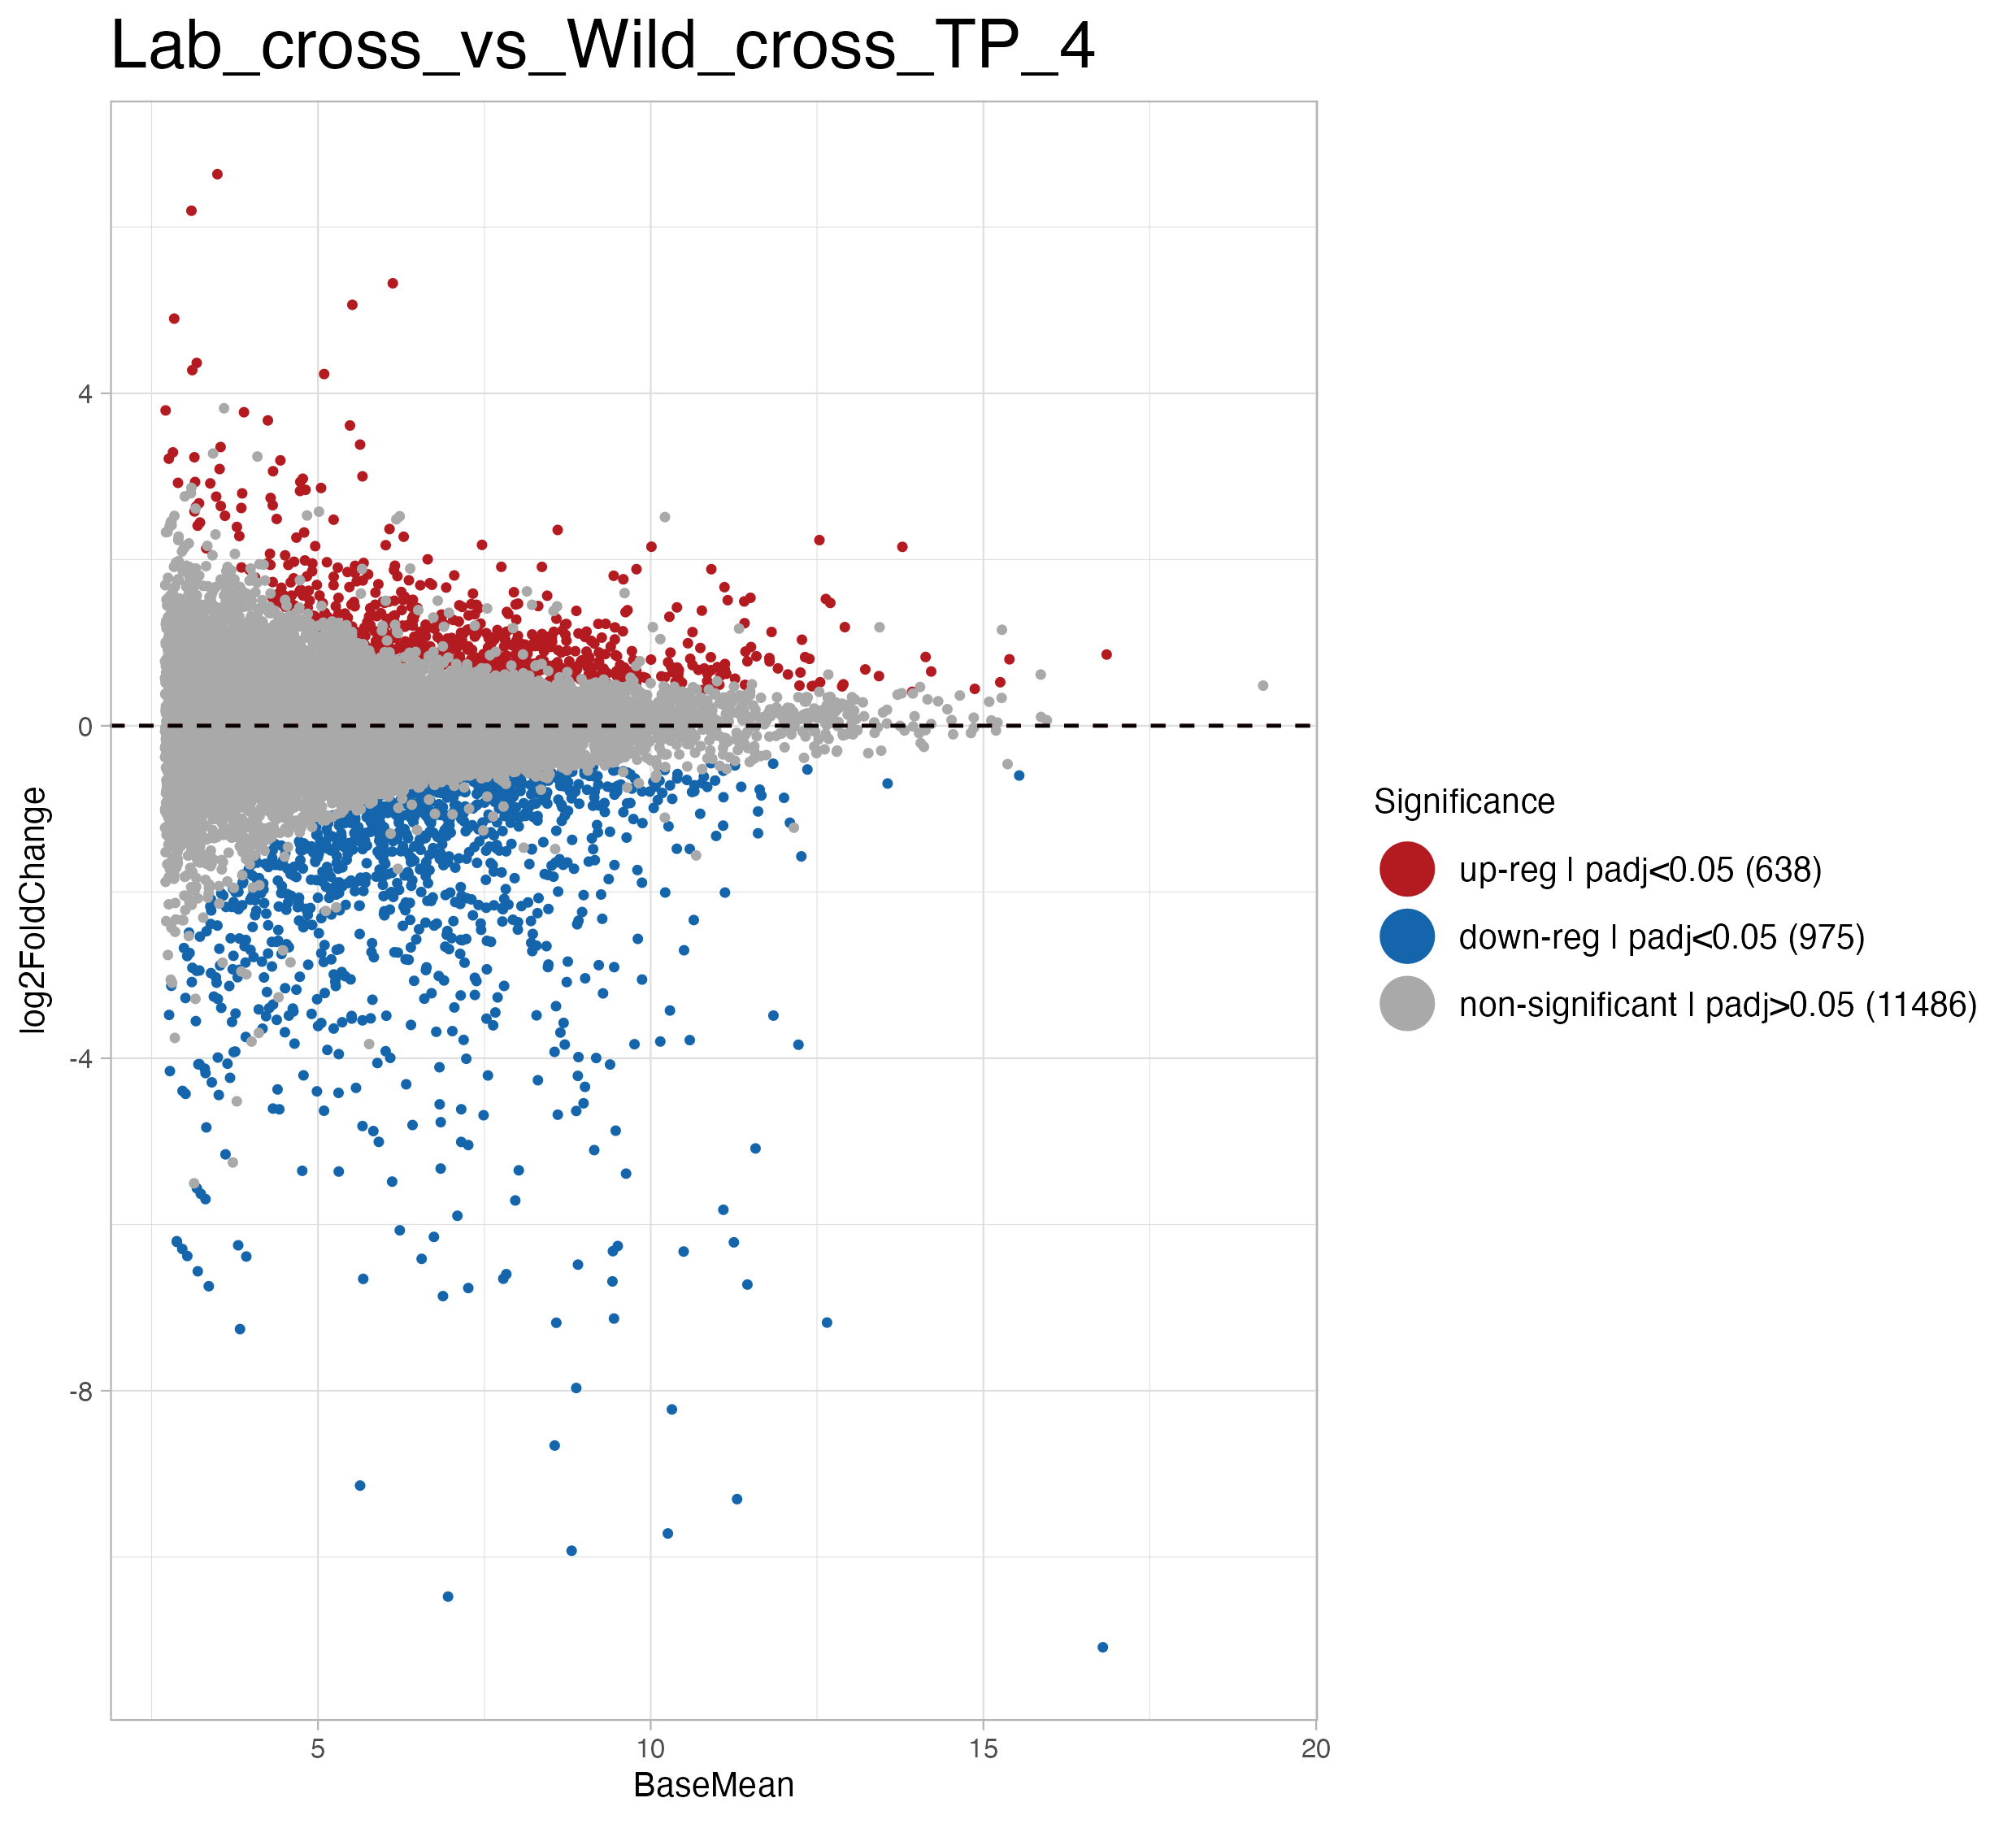 Lab_cross_vs_Wild_cross_TP_4
4
0
-4
-8
log2FoldChange
5
10
15
20
BaseMean
Significance
up-reg | padj<0.05 (638)
down-reg | padj<0.05 (975)
non-significant | padj>0.05 (11486)